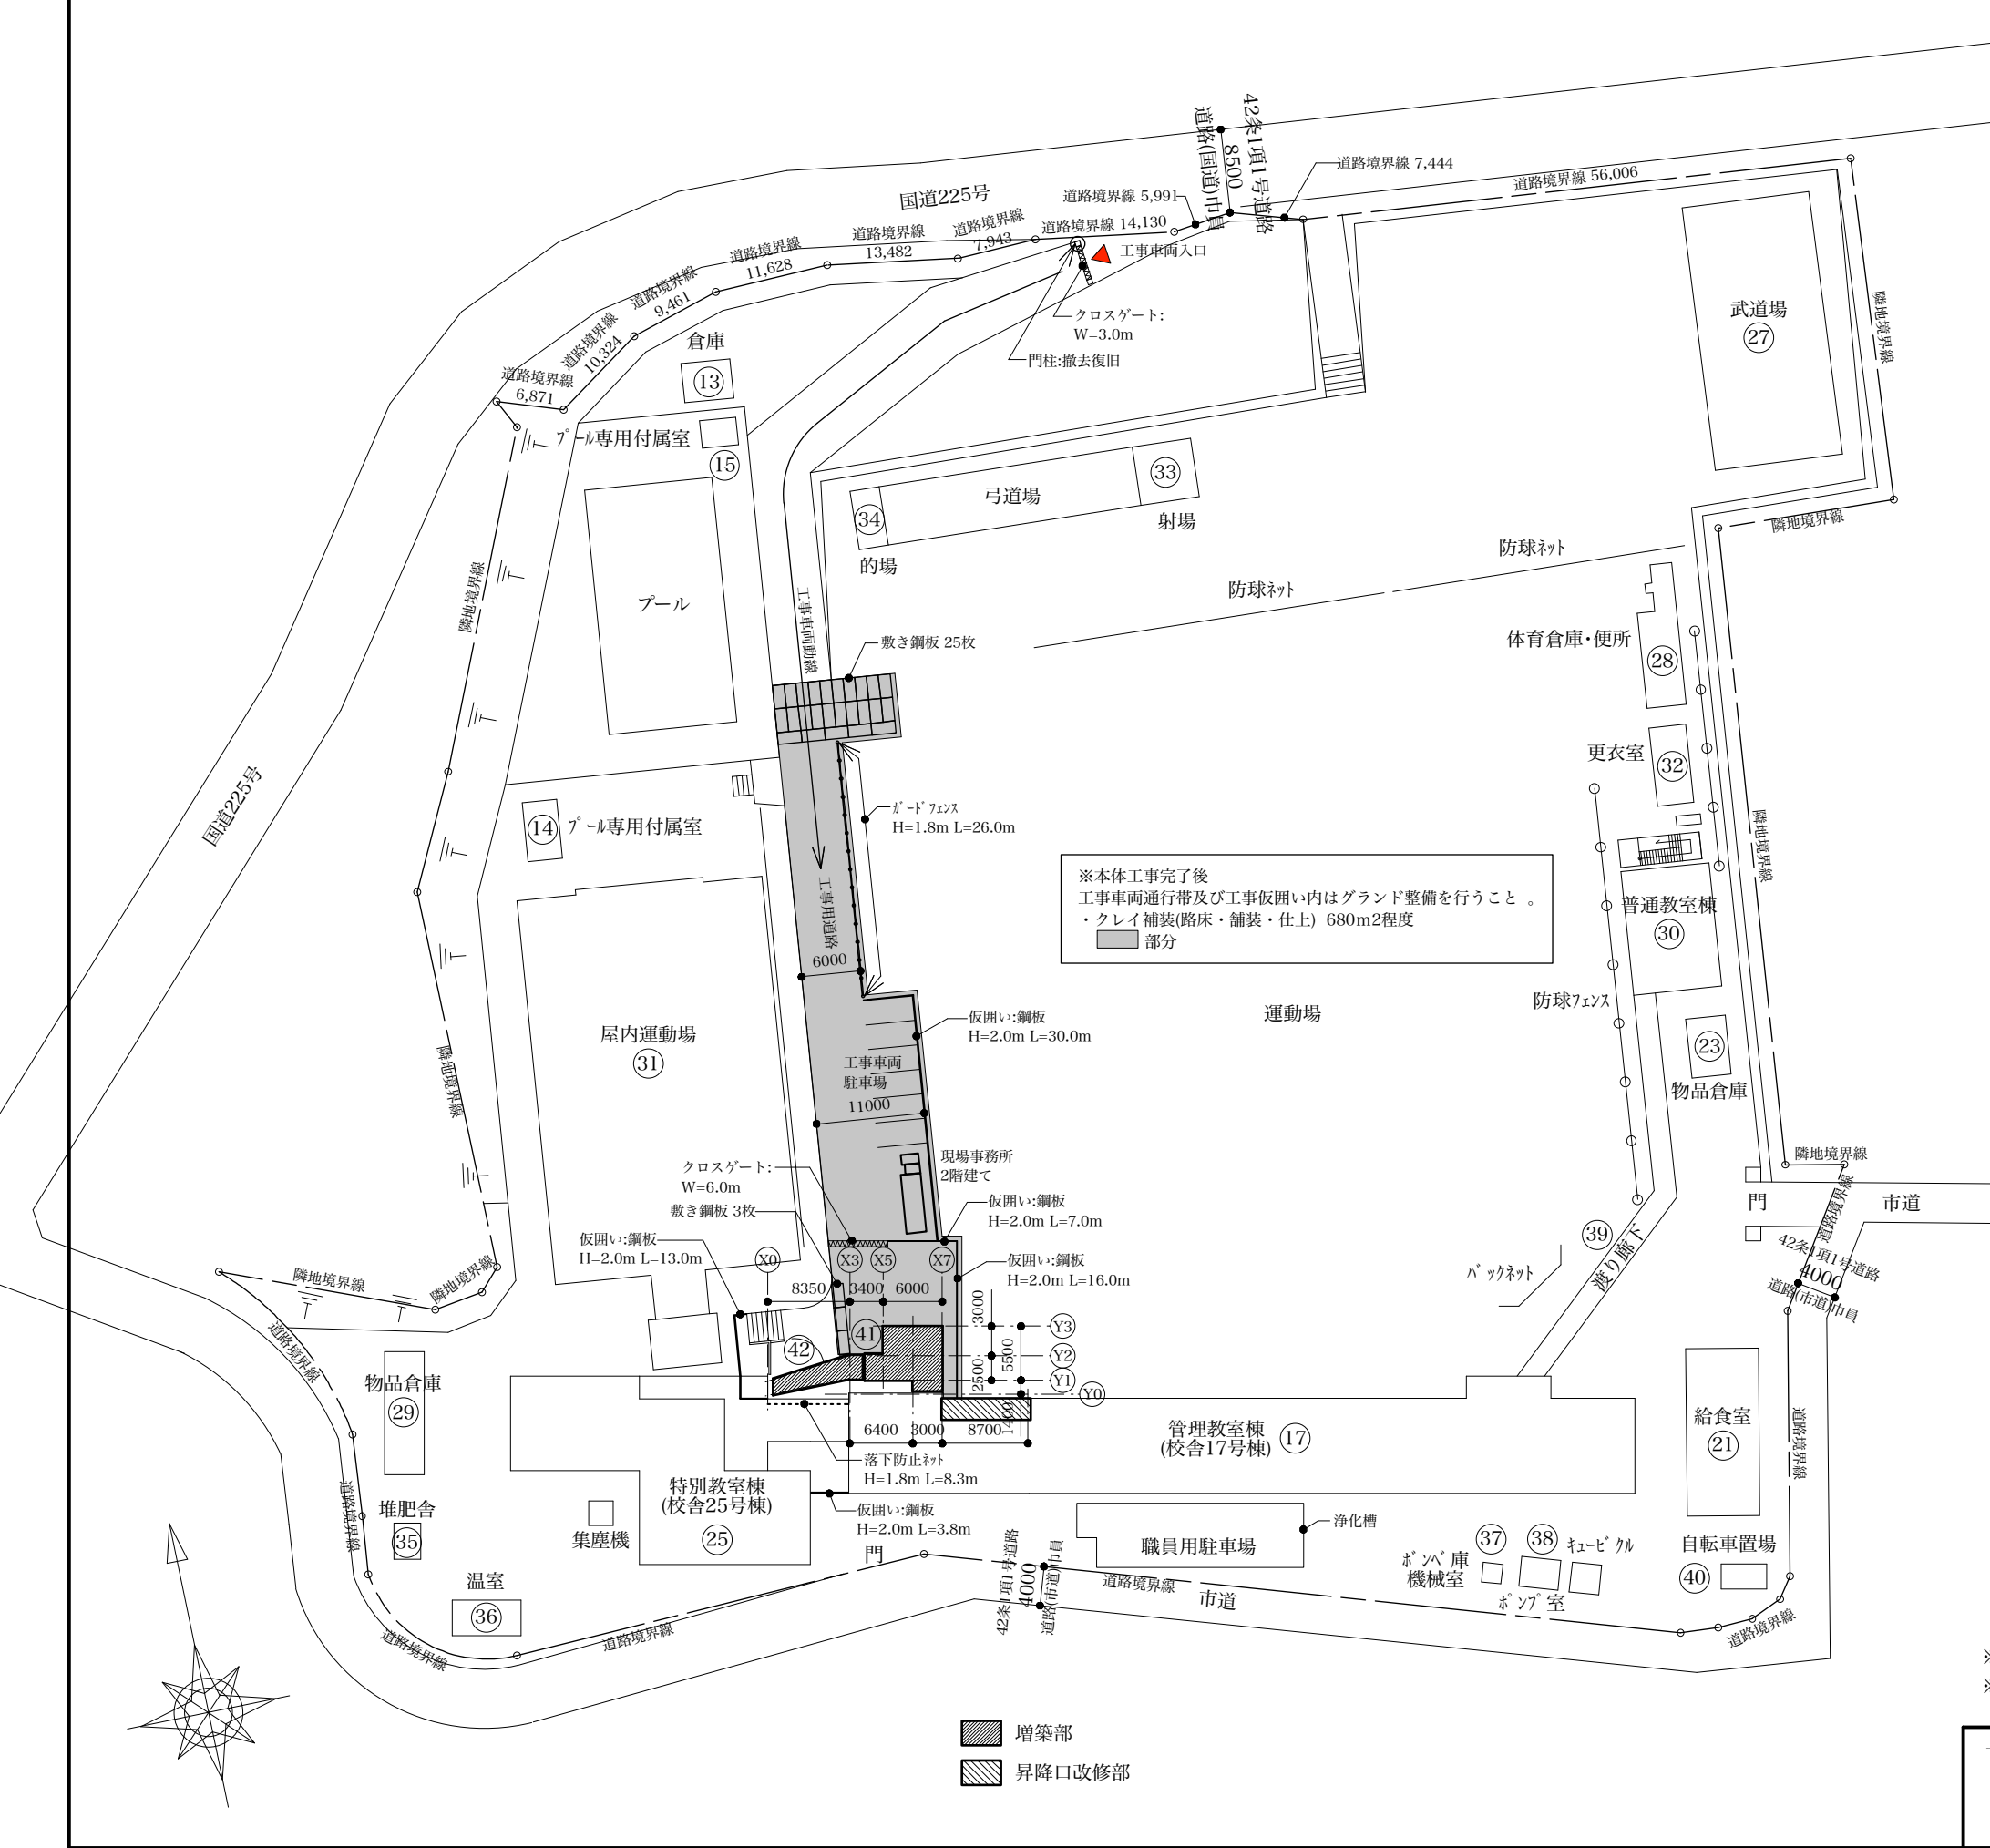 42条1項1号道路
8500
道路(国道)巾員
国道225号
道路境界線 5,991
道路境界線 7,444
道路境界線 56,006
道路境界線 14,130
道路境界線
7,943
道路境界線
13,482
道路境界線
11,628
道路境界線
9,461
道路境界線
10,324
道路境界線
6,871
工事車両入口
クロスゲート:
W=3.0m
門柱:撤去復旧
倉庫
13
プール専用付属室
15
プール
武道場
27
隣地境界線
隣地境界線
33
弓道場
射場
34
的場
防球ネット
防球ネット
隣地境界線
工事車両動線
敷き鋼板 25枚
体育倉庫・便所
28
更衣室
32
国道225号
14
プール専用付属室
ガードフェンス
H=1.8m L=26.0m
隣地境界線
※本体工事完了後
工事車両通行帯及び工事仮囲い内はグランド整備を行うこと 。
・クレイ補装(路床・舗装・仕上) 680m2程度
部分
工事用通路
6000
普通教室棟
30
防球フェンス
運動場
屋内運動場
31
仮囲い:鋼板
H=2.0m L=30.0m
工事車両
駐車場
11000
23
物品倉庫
隣地境界線
隣地境界線
現場事務所
2階建て
クロスゲート:
W=6.0m
敷き鋼板 3枚
仮囲い:鋼板
H=2.0m L=7.0m
門
市道
道路境界線
42条1項1号道路
4000
道路(市道)巾員
39
渡り廊下
バックネット
仮囲い:鋼板
H=2.0m L=13.0m
仮囲い:鋼板
H=2.0m L=16.0m
X0
X3
X5
X7
8350
3400
6000
3000
5500
2500
1400
Y3
Y2
Y1
Y0
41
42
隣地境界線
隣地境界線
道路境界線
物品倉庫
29
6400
3000
8700
管理教室棟
(校舎17号棟)
17
給食室
21
道路境界線
落下防止ネット
H=1.8m L=8.3m
特別教室棟
(校舎25号棟)
25
仮囲い:鋼板
H=2.0m L=3.8m
門
集塵機
堆肥舎
35
道路境界線
温室
36
道路境界線
道路境界線
42条1項1号道路
4000
道路(市道)巾員
道路境界線
市道
職員用駐車場
浄化槽
37
ボンベ庫
機械室
38
ポンプ室
キュービクル
自転車置場
40
道路境界線
※
※
増築部
昇降口改修部